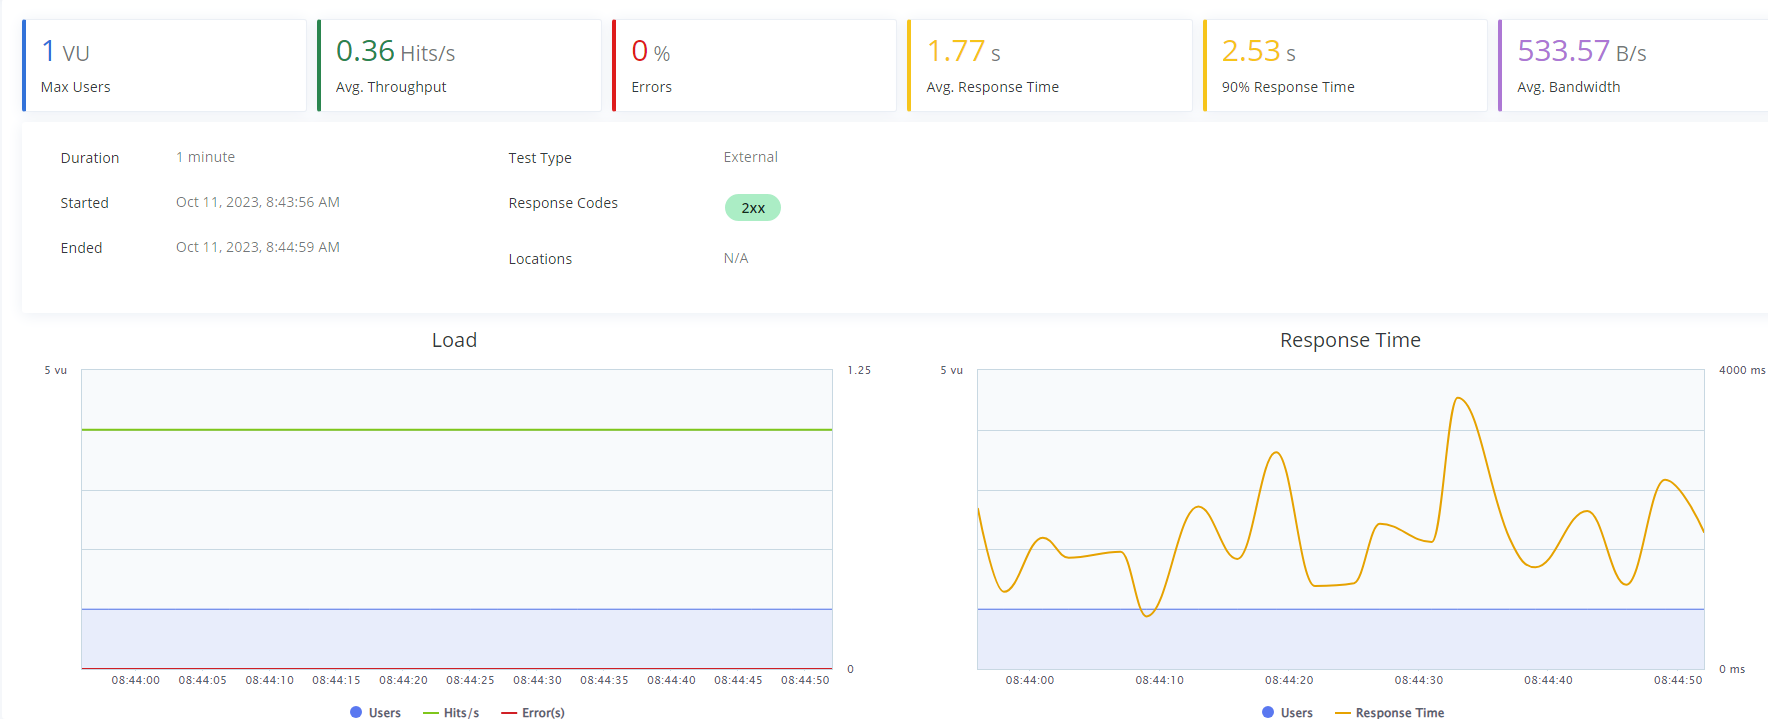 1 VU
Max Users
0.36 Hits/s
Avg. Throughput
0 %
Errors
1.77 s
Avg. Response Time
2.53 s
90% Response Time
533.57 B/s
Avg. Bandwidth
Duration 1 minute Test Type External
Started Oct 11, 2023, 8:43:56 AM Response Codes 2xx
Ended Oct 11, 2023, 8:44:59 AM Locations N/A
Load
5 vu 1.25
0
08:44:00 08:44:05 08:44:10 08:44:15 08:44:20 08:44:25 08:44:30 08:44:35 08:44:40 08:44:45 08:44:50
Users Hits/s Error(s)
Response Time
5 vu 4000 ms
0 ms
08:44:00 08:44:10 08:44:20 08:44:30 08:44:40 08:44:50
Users Response Time